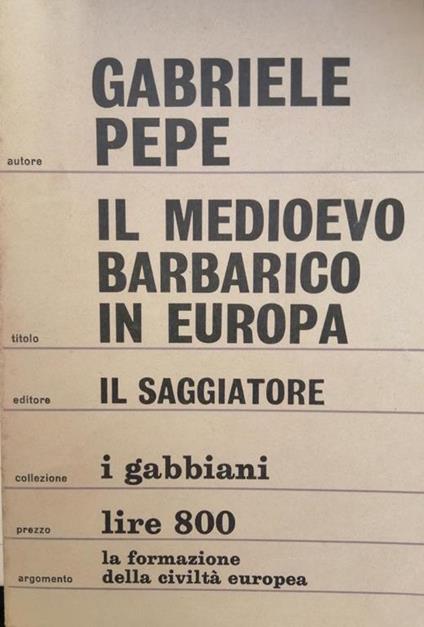 GABRIELE
autore PEPE
IL MEDIOEVO
BARBARICO
titolo IN EUROPA
editore IL SAGGIATORE
collezione i gabbiani
prezzo lire 800
la formazione
argomento della civiltà europea